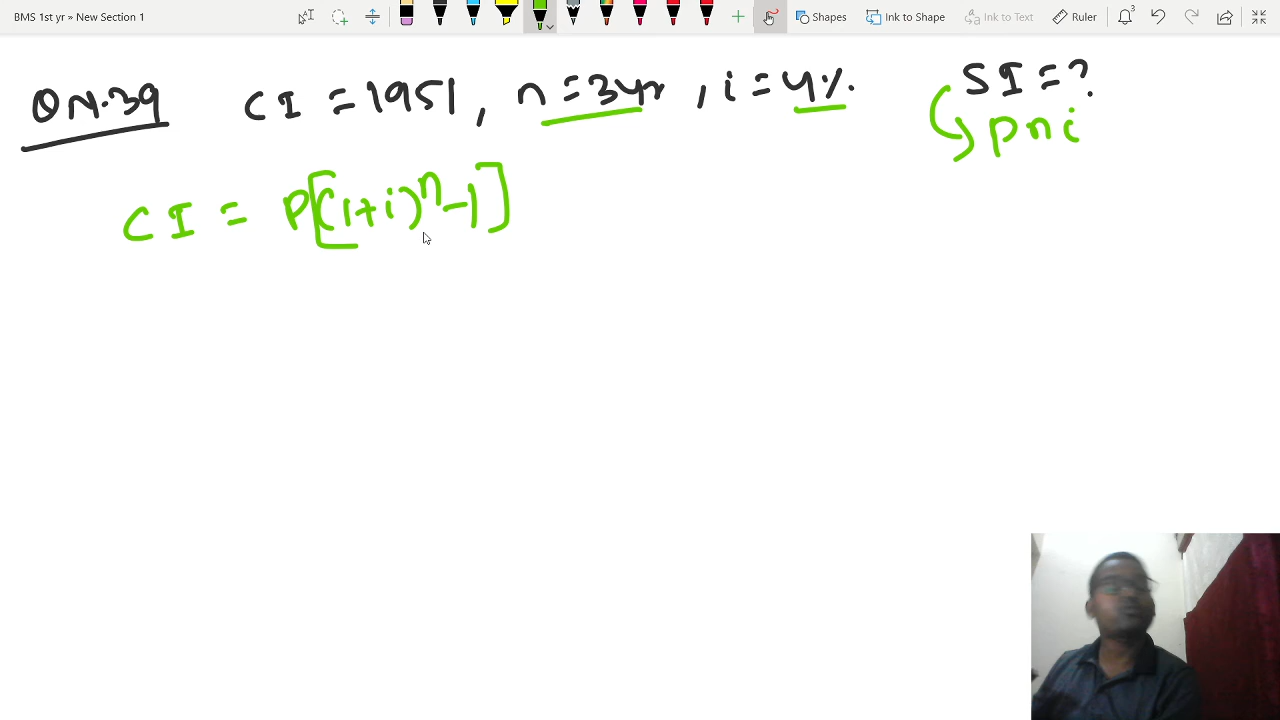 BMS 1st yr » New Section 1
Shapes
Ink to Shape
Ink to Text
Ruler
QN.39 CI = 1951, n = 3yr, i = 4%. SI = ?
pni
CI = P[(1+i)^n - 1]